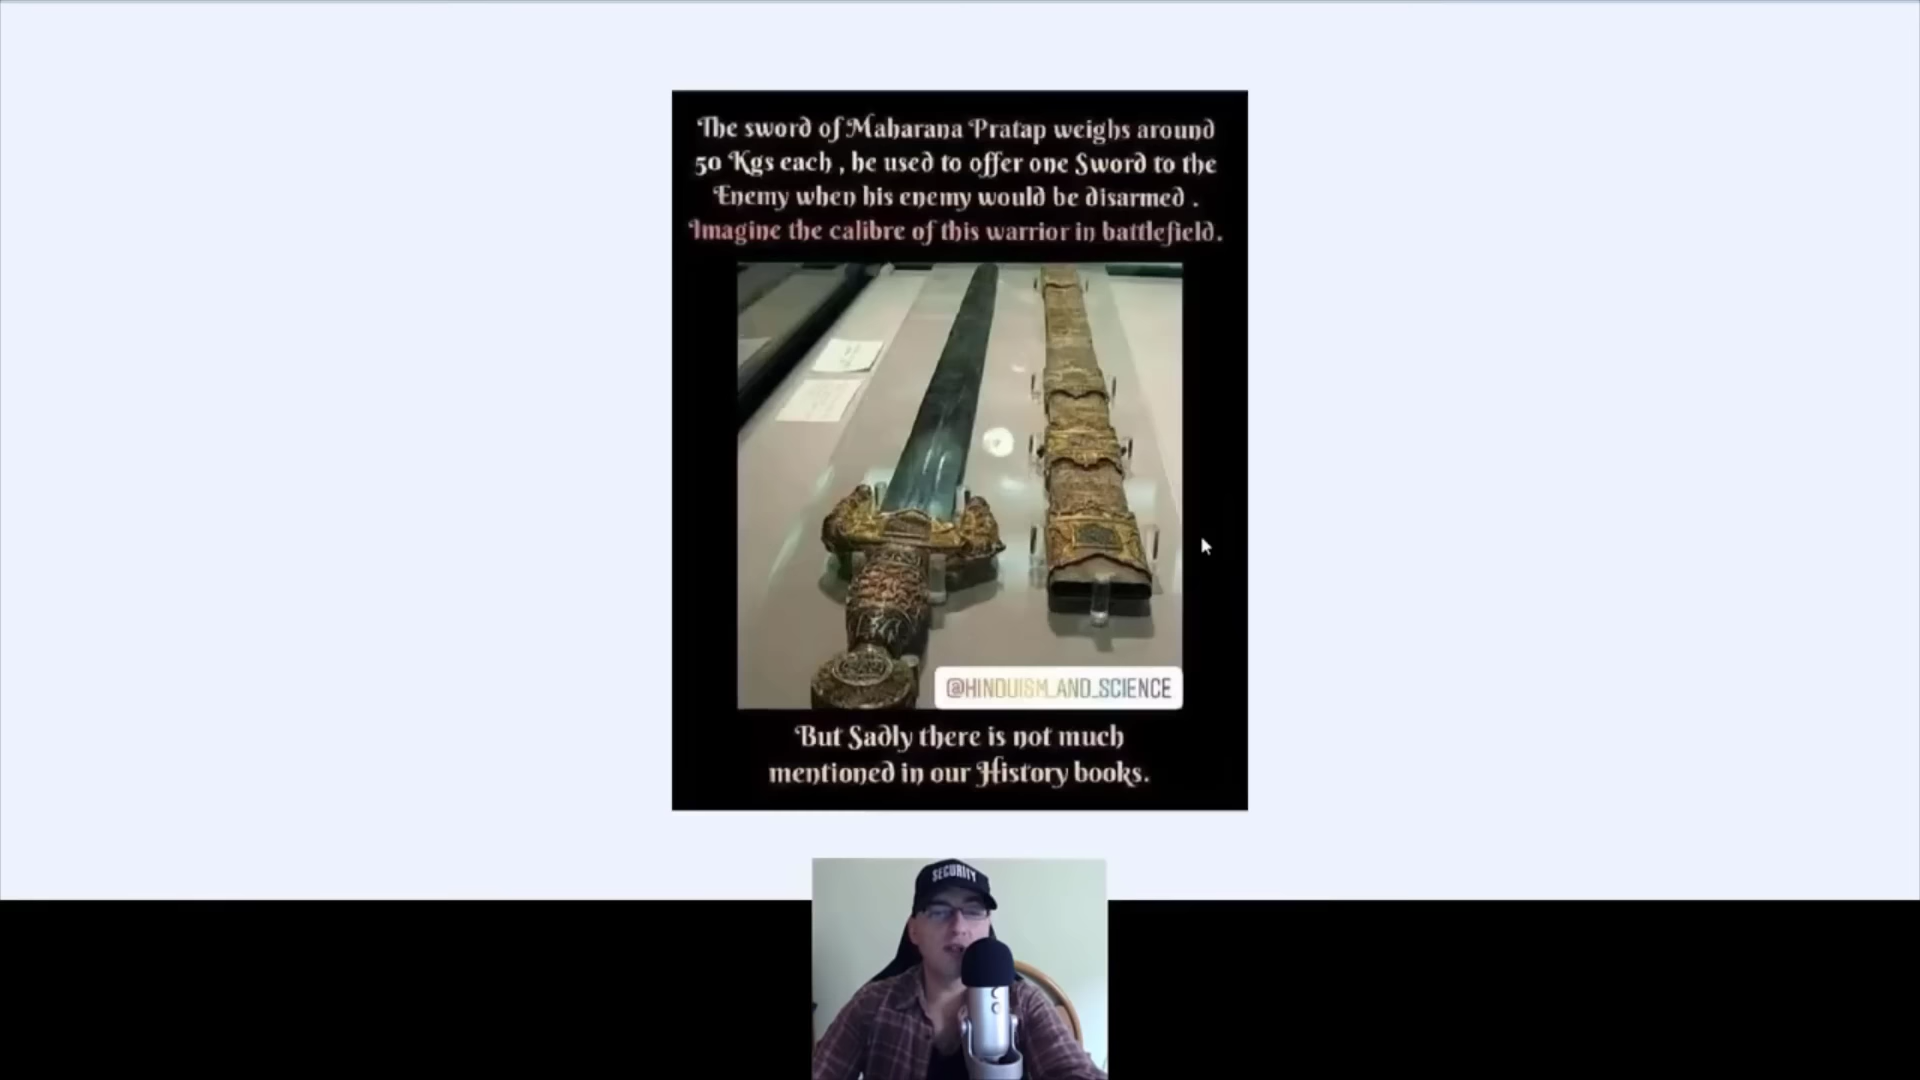 The sword of Maharana Pratap weighs around
50 Kgs each , he used to offer one Sword to the
Enemy when his enemy would be disarmed .
Imagine the calibre of this warrior in battlefield.
@HINDUISM_AND_SCIENCE
But Sadly there is not much
mentioned in our History books.
SECURITY